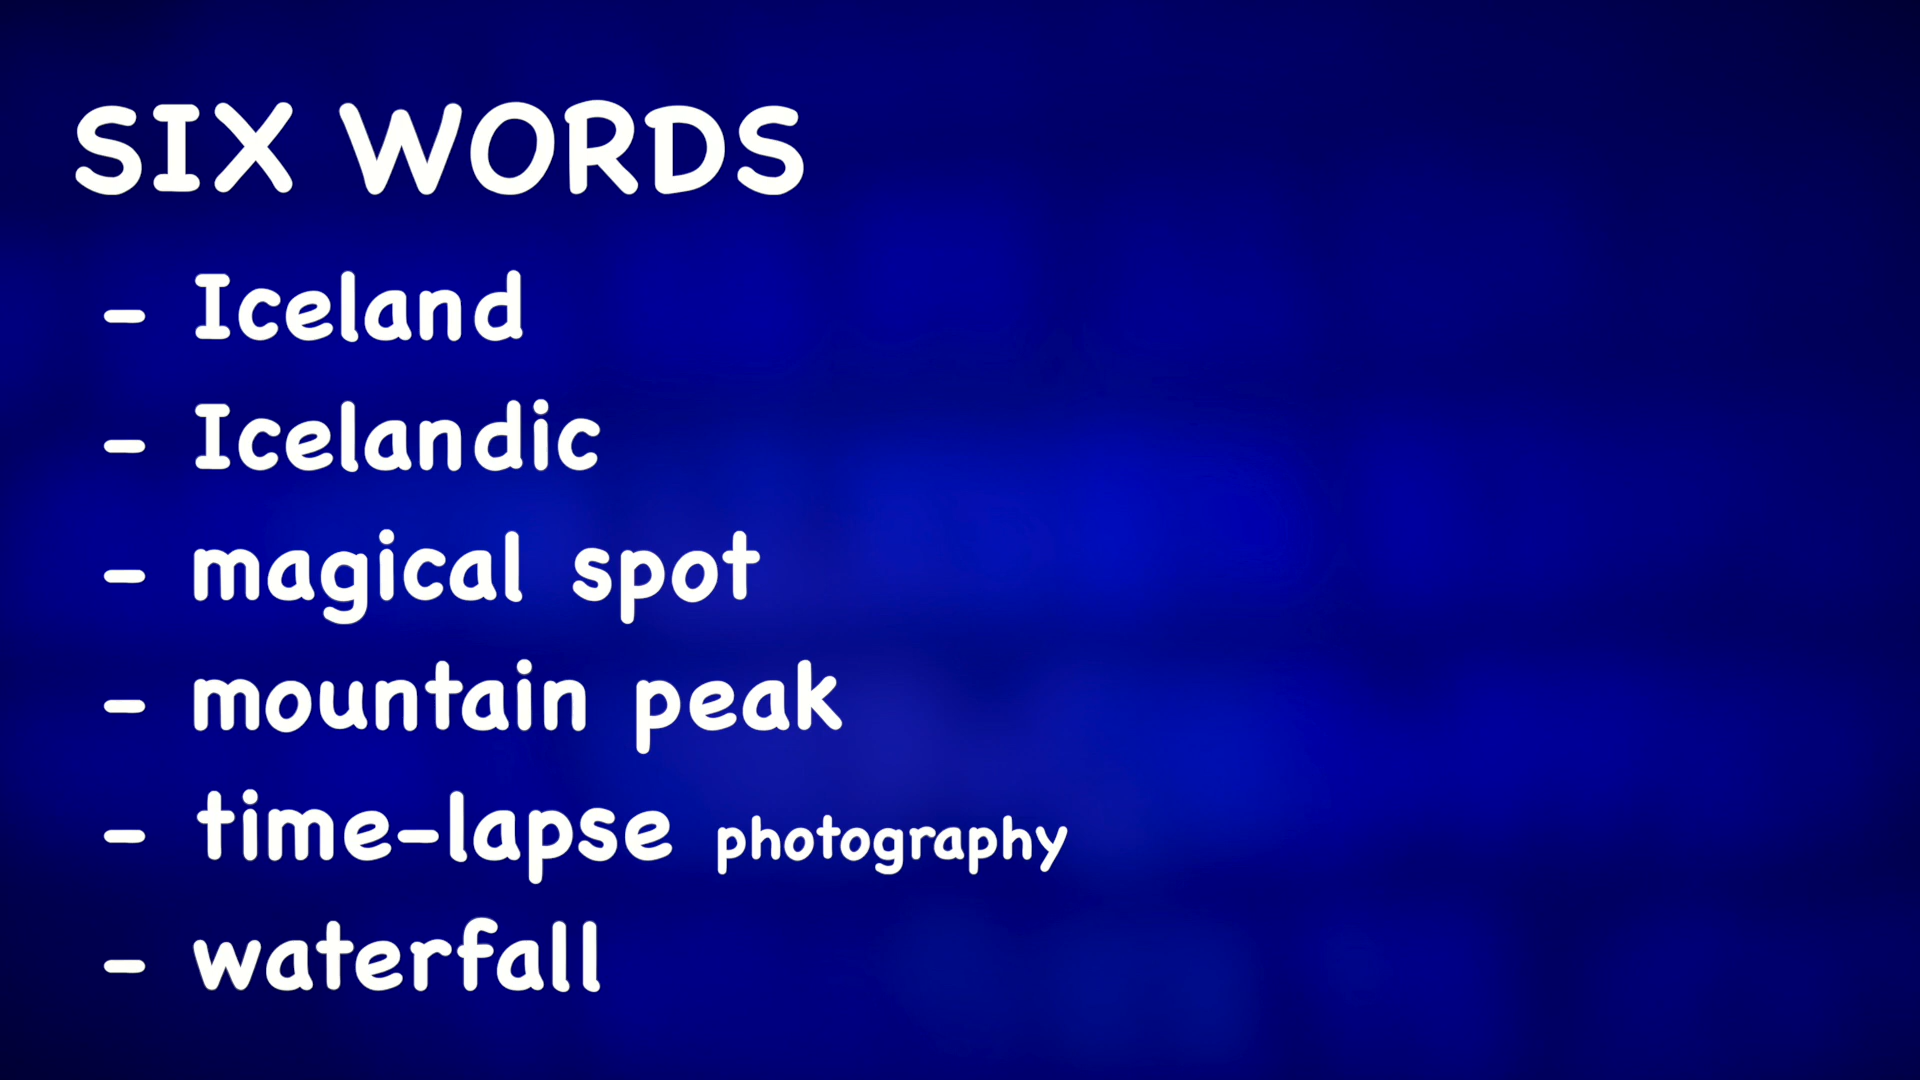 SIX WORDS
- Iceland
- Icelandic
- magical spot
- mountain peak
- time-lapse photography
- waterfall